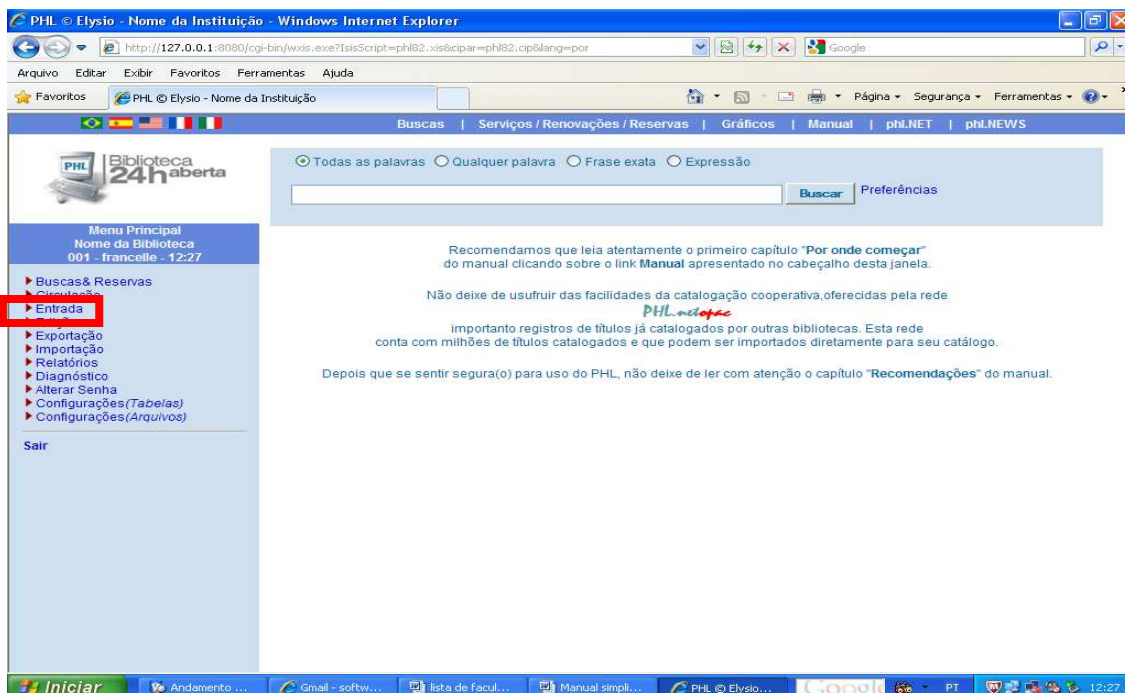 PHL © Elysio - Nome da Instituição - Windows Internet Explorer
http://127.0.0.1:8080/cgi-bin/wxis.exe?IsisScript=phl82.xis&cipar=phl82.cip&lang=por
Google
Arquivo Editar Exibir Favoritos Ferramentas Ajuda
Favoritos PHL © Elysio - Nome da Instituição Página Segurança Ferramentas
Buscas | Serviços / Renovações / Reservas | Gráficos | Manual | phl.NET | phl.NEWS
PHL Biblioteca
24h aberta
Todas as palavras Qualquer palavra Frase exata Expressão
Buscar Preferências
Menu Principal
Nome da Biblioteca
001 - francelle - 12:27
Buscas& Reservas
Circulação
Entrada
Exportação
Importação
Relatórios
Diagnóstico
Alterar Senha
Configurações(Tabelas)
Configurações(Arquivos)
Sair
Recomendamos que leia atentamente o primeiro capítulo "Por onde começar"
do manual clicando sobre o link Manual apresentado no cabeçalho desta janela.
Não deixe de usufruir das facilidades da catalogação cooperativa,oferecidas pela rede
PHL.netopac
importanto registros de títulos já catalogados por outras bibliotecas. Esta rede
conta com milhões de títulos catalogados e que podem ser importados diretamente para seu catálogo.
Depois que se sentir segura(o) para uso do PHL, não deixe de ler com atenção o capítulo "Recomendações" do manual.
Iniciar Andamento ... Gmail - softw... lista de facul... Manual simpli... PHL © Elysio... Google PT 12:27